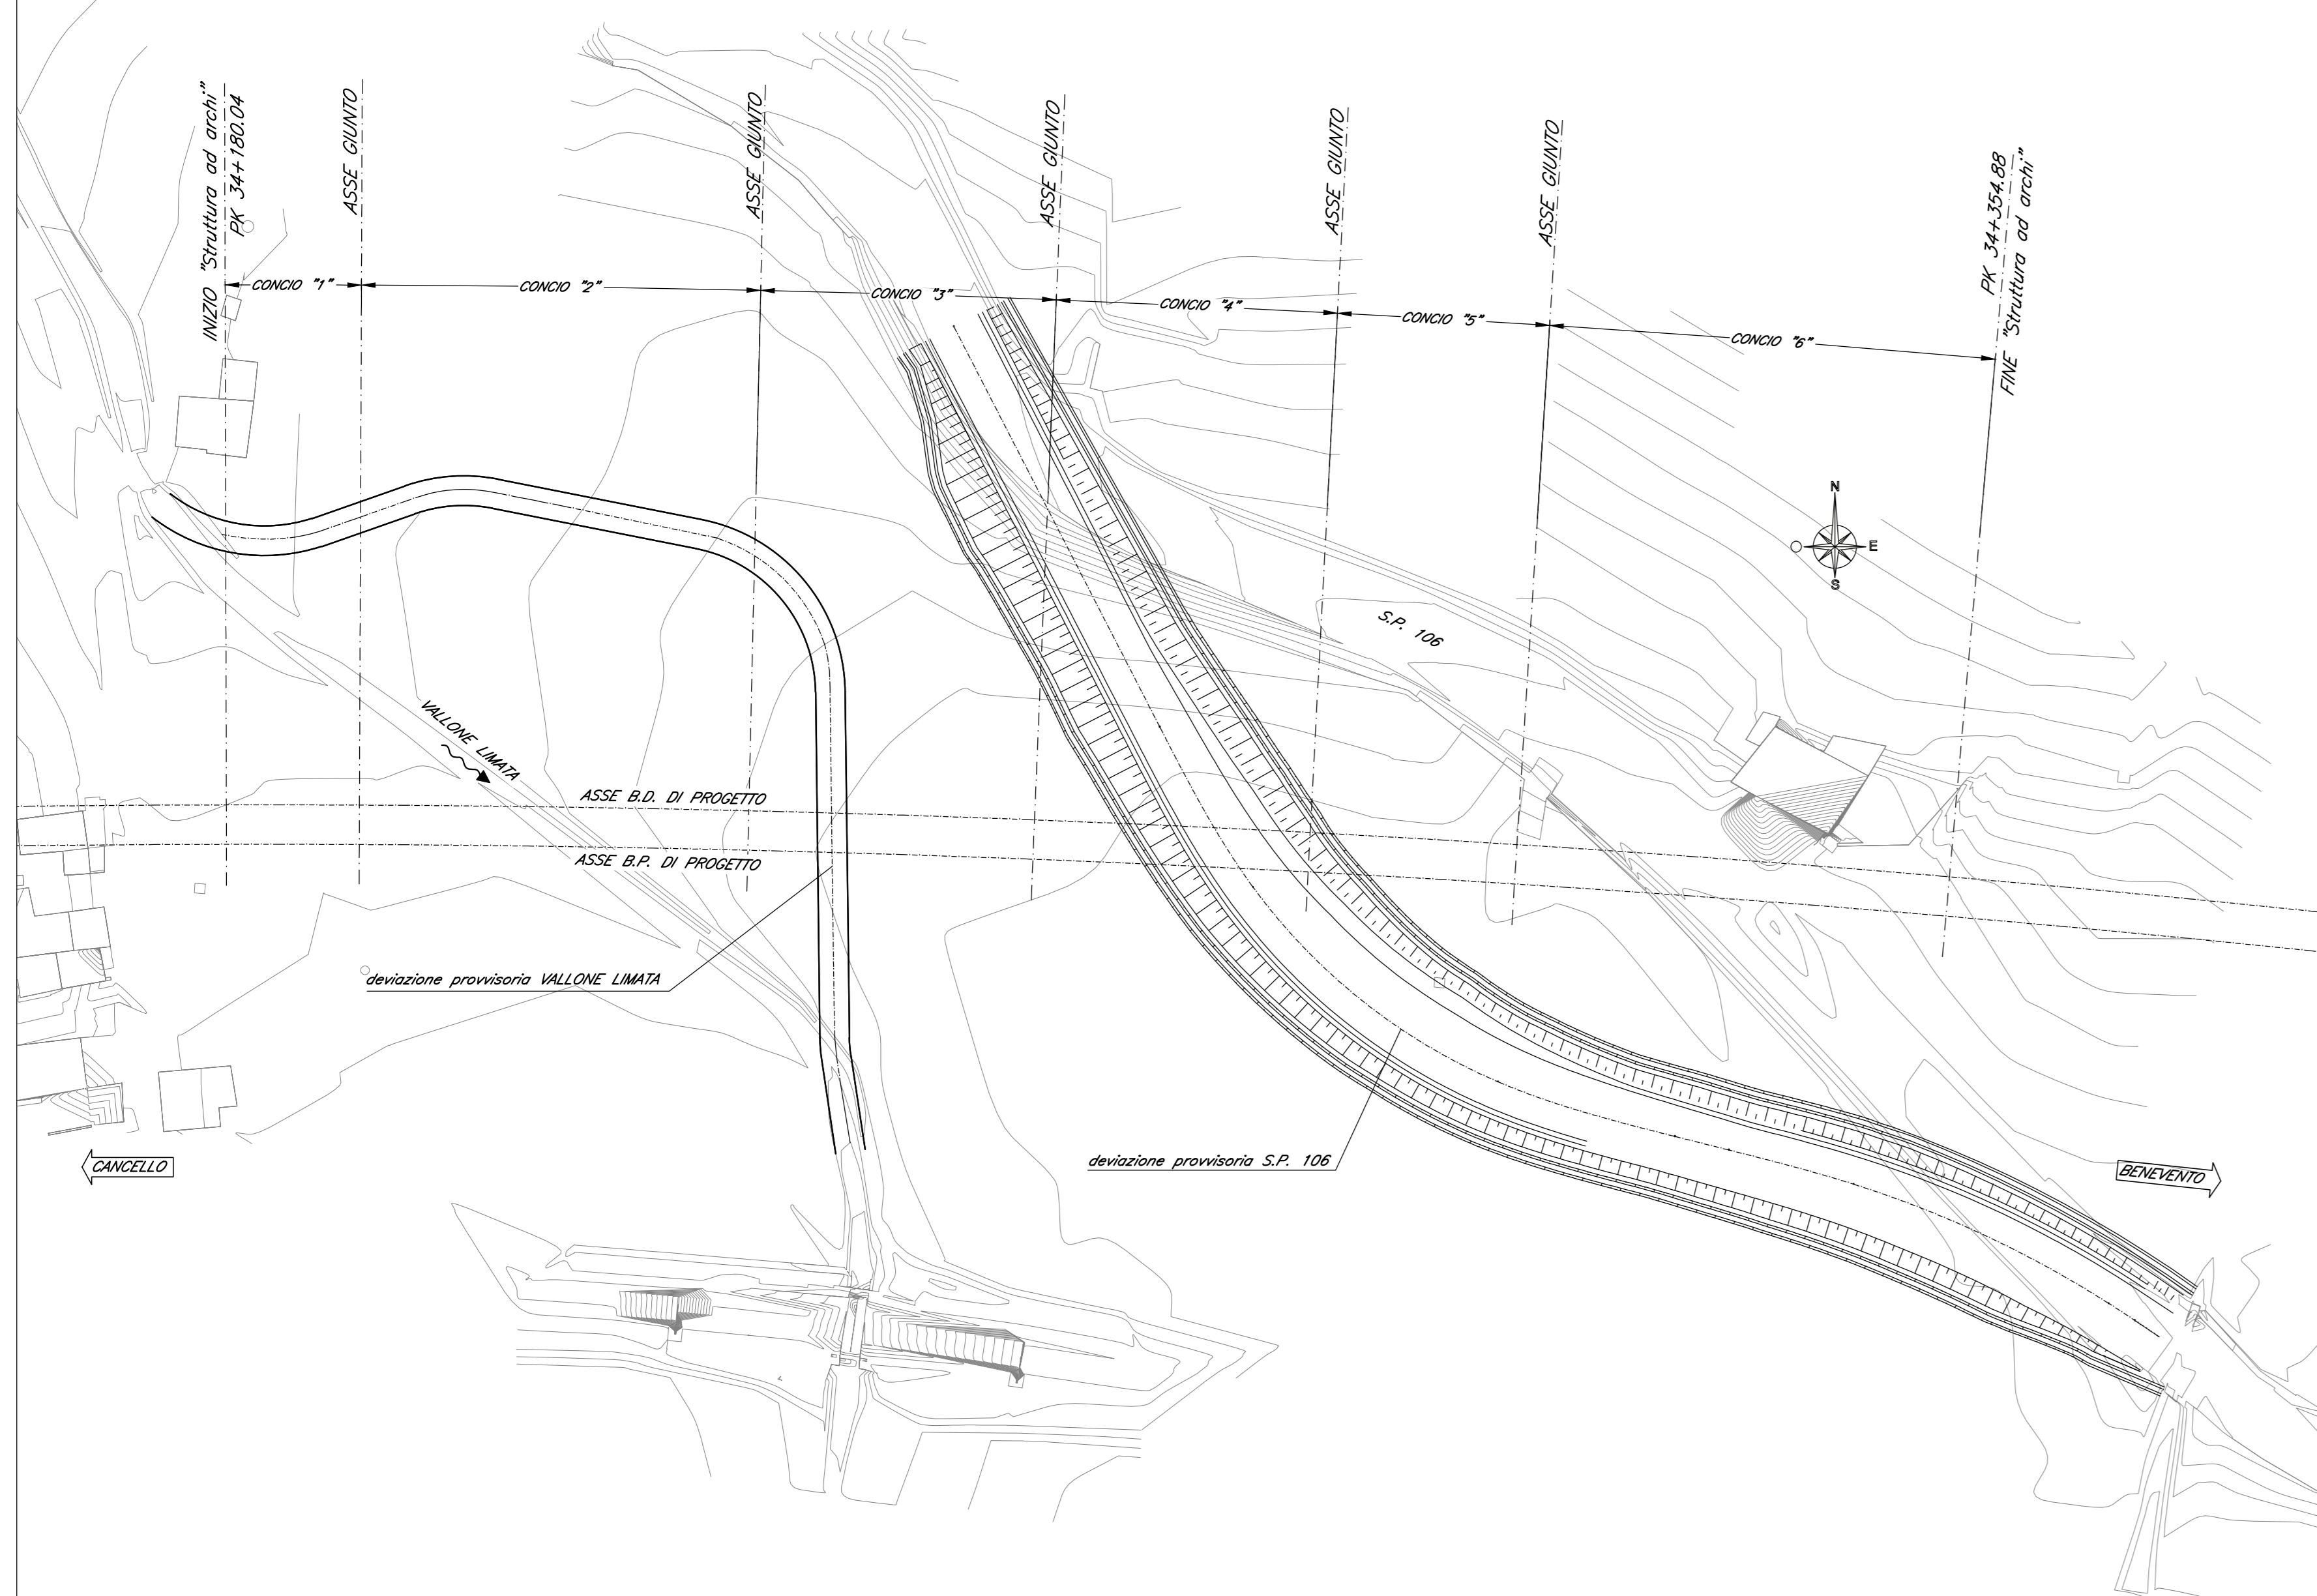 INIZIO "Struttura ad archi"
PK 34+180.04
ASSE GIUNTO
ASSE GIUNTO
ASSE GIUNTO
ASSE GIUNTO
ASSE GIUNTO
PK 34+354.88
FINE "Struttura ad archi"
CONCIO "1"
CONCIO "2"
CONCIO "3"
CONCIO "4"
CONCIO "5"
CONCIO "6"
N
O
E
S
S.P. 106
VALLONE LIMATA
ASSE B.D. DI PROGETTO
ASSE B.P. DI PROGETTO
deviazione provvisoria VALLONE LIMATA
deviazione provvisoria S.P. 106
CANCELLO
BENEVENTO